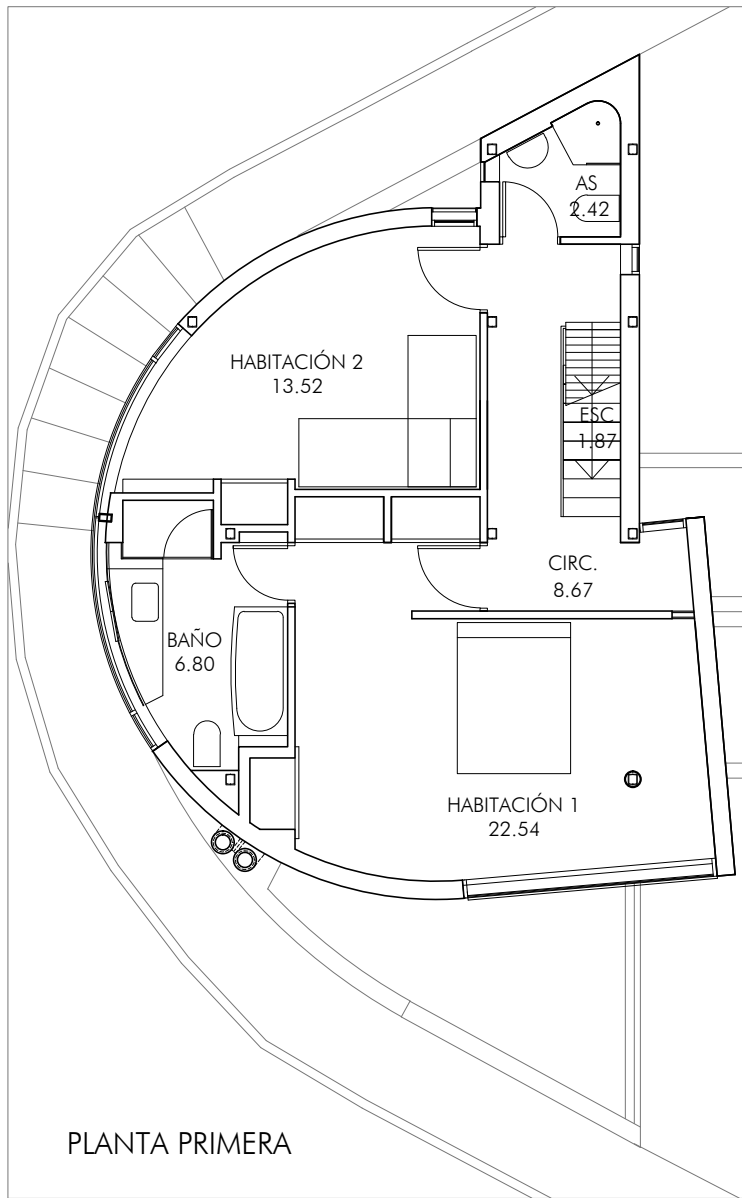 AS
2.42
HABITACIÓN 2
13.52
ESC
1.87
CIRC.
8.67
BAÑO
6.80
HABITACIÓN 1
22.54
PLANTA PRIMERA